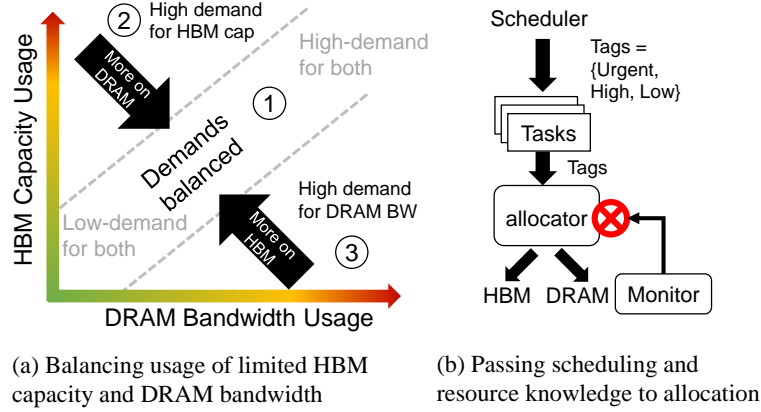 HBM Capacity Usage
②
High demand
for HBM cap
High-demand
for both
More on
DRAM
①
Demands
balanced
High demand
for DRAM BW
Low-demand
for both
More on
HBM
③
DRAM Bandwidth Usage
(a) Balancing usage of limited HBM
capacity and DRAM bandwidth
Scheduler
Tags =
{Urgent,
High, Low}
Tasks
Tags
allocator
HBM DRAM
Monitor
(b) Passing scheduling and
resource knowledge to allocation